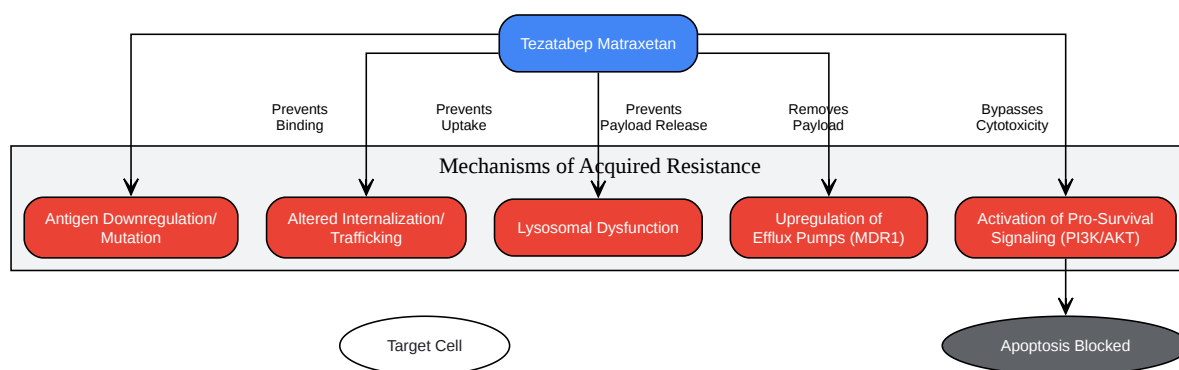 Tezatabep Matraxetan
Prevents
Binding
Prevents
Uptake
Prevents
Payload Release
Removes
Payload
Bypasses
Cytotoxicity
Mechanisms of Acquired Resistance
Antigen Downregulation/
Mutation
Altered Internalization/
Trafficking
Lysosomal Dysfunction
Upregulation of
Efflux Pumps (MDR1)
Activation of Pro-Survival
Signaling (PI3K/AKT)
Target Cell
Apoptosis Blocked